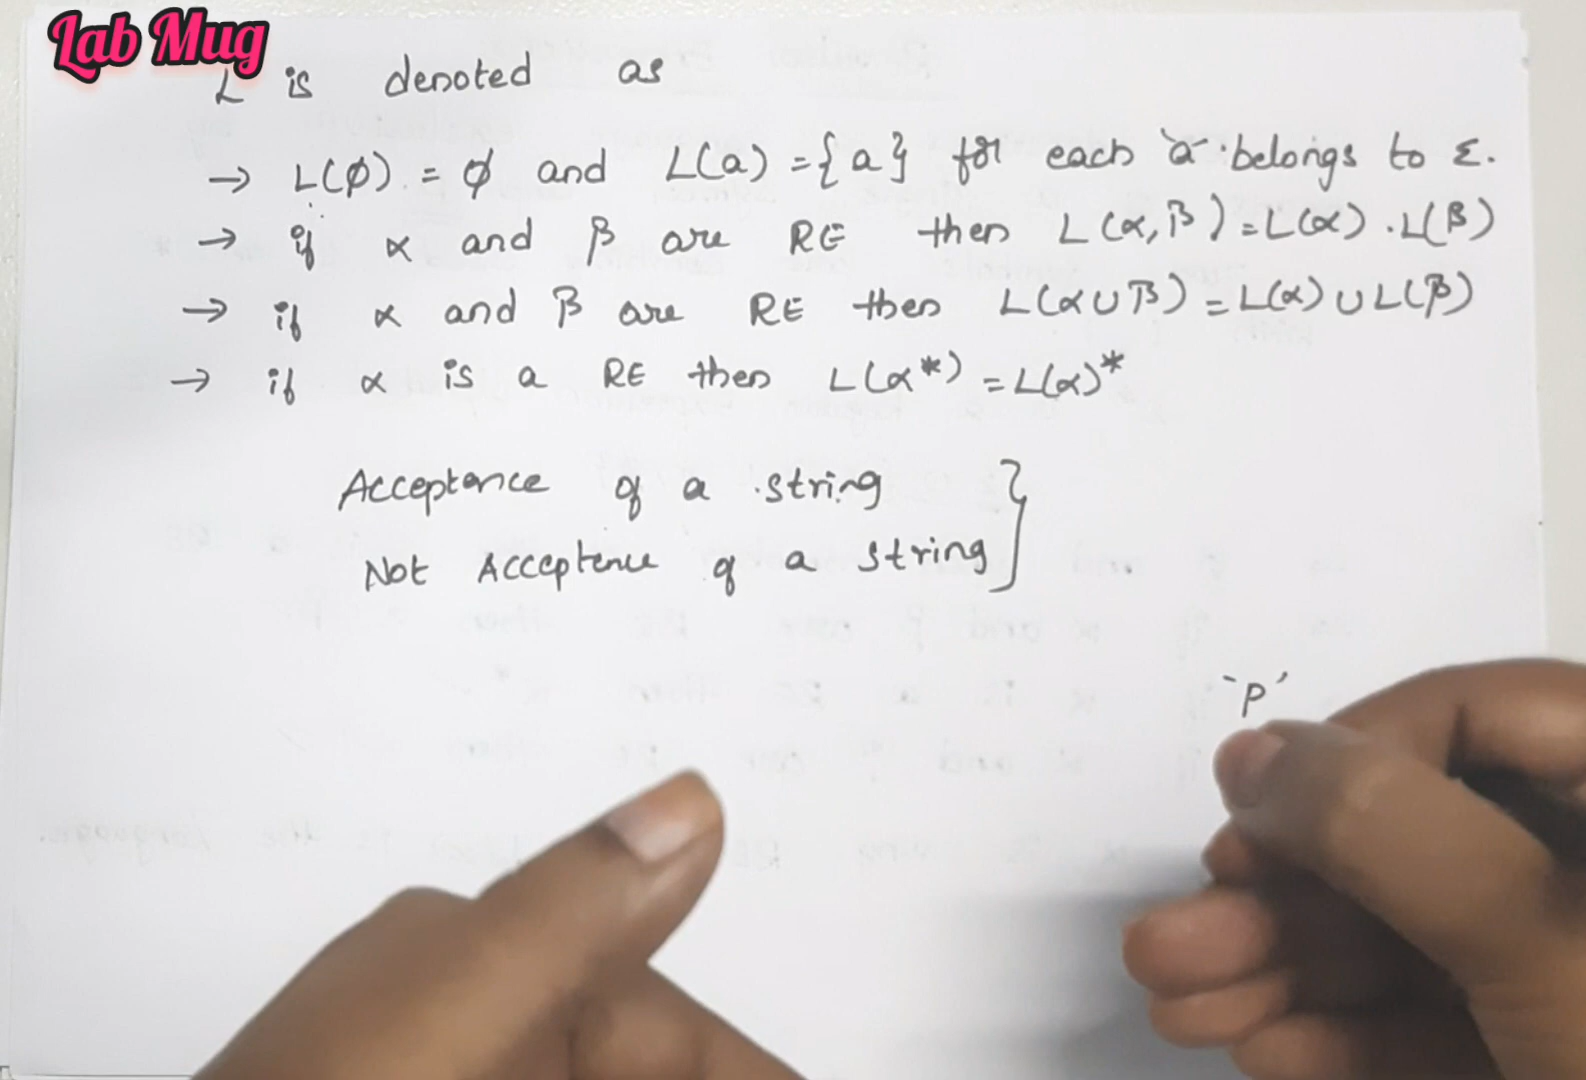 Lab Mug
L is denoted as
→ L(ϕ) = ϕ and L(a) = {a} for each `a' belongs to Σ.
→ if α and β are RE then L(α,β) = L(α).L(β)
→ if α and β are RE then L(α∪β) = L(α)∪L(β)
→ if α is a RE then L(α*) = L(α)*
Acceptance of a string }
Not Acceptence of a string
`P'